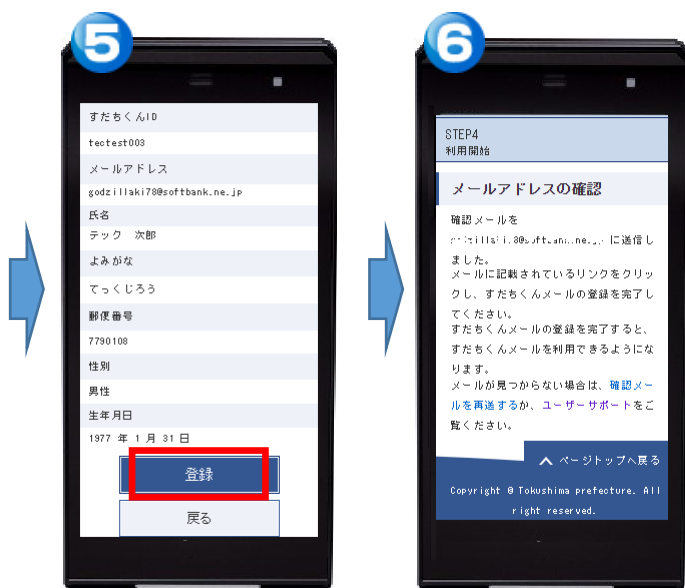 5
すだちくんID
tectest003
メールアドレス
godzillaki78@softbank.ne.jp
氏名
テック 次郎
よみがな
てっくじろう
郵便番号
7790108
性別
男性
生年月日
1977 年 1 月 31 日
登録
戻る
6
STEP4
利用開始
メールアドレスの確認
確認メールを
に送信し
ました。
メールに記載されているリンクをクリッ
クし、すだちくんメールの登録を完了し
てください。
すだちくんメールの登録を完了すると、
すだちくんメールを利用できるようにな
ります。
メールが見つからない場合は、確認メー
ルを再送するか、ユーザーサポートをご
覧ください。
ページトップへ戻る
Copyright © Tokushima prefecture. All
right reserved.